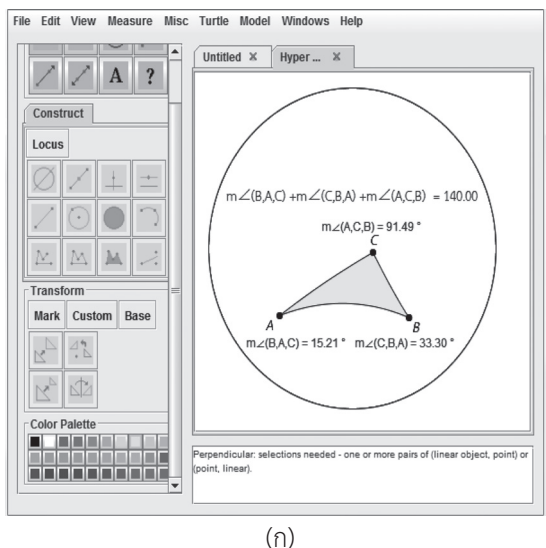 File Edit View Measure Misc Turtle Model Windows Help
Untitled ×
Hyper ... ×
A ?
Construct
Locus
Transform
Mark Custom Base
Color Palette
m∠(B,A,C) +m∠(C,B,A) +m∠(A,C,B) = 140.00
m∠(A,C,B) = 91.49 °
C
A
B
m∠(B,A,C) = 15.21 ° m∠(C,B,A) = 33.30 °
Perpendicular: selections needed - one or more pairs of (linear object, point) or
(point, linear).
(ก)